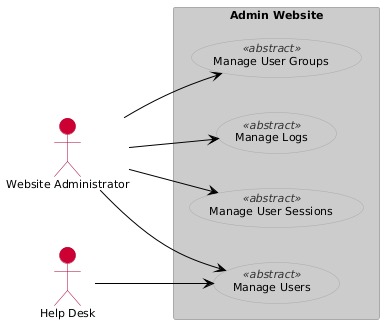 Admin Website
«abstract»
Manage User Groups
«abstract»
Manage Logs
Website Administrator
«abstract»
Manage User Sessions
«abstract»
Manage Users
Help Desk